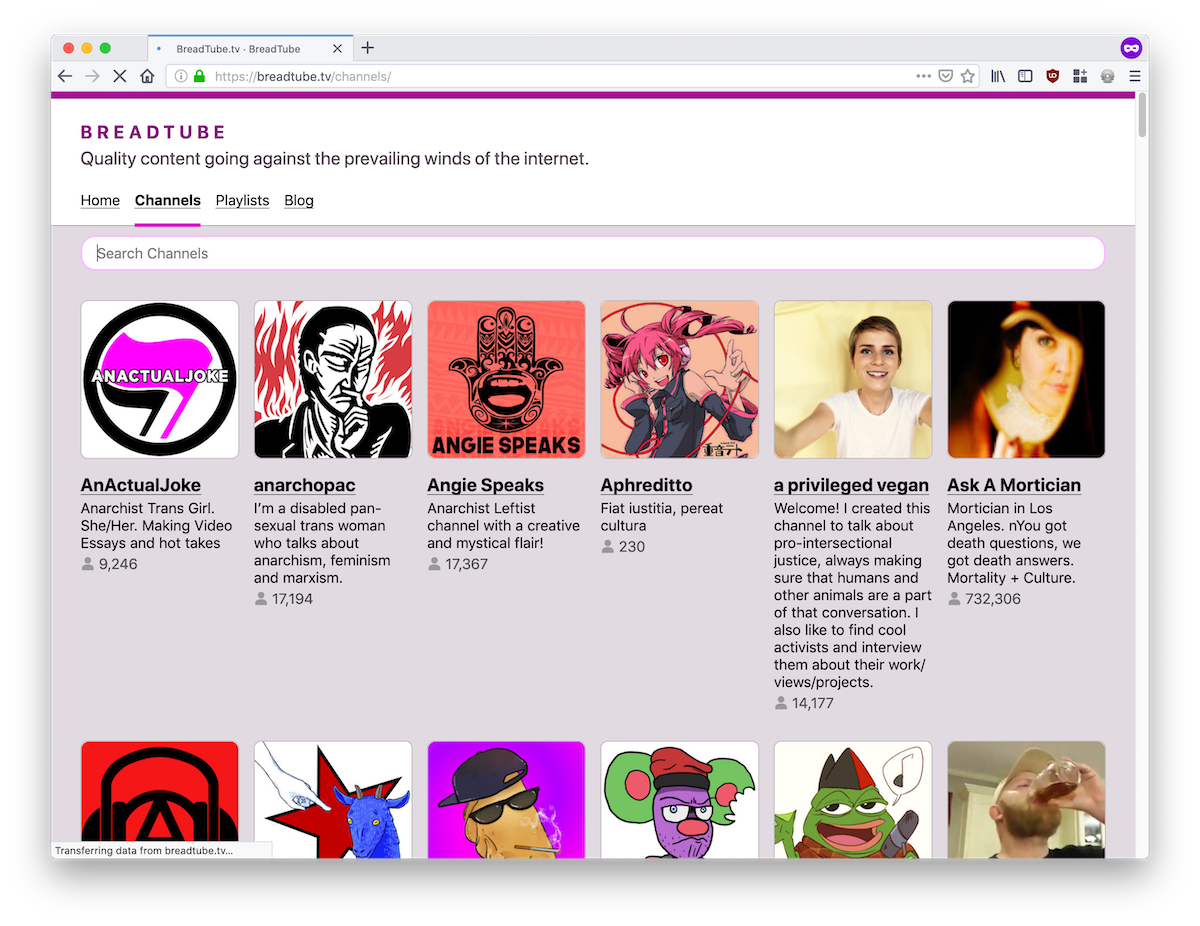 BreadTube.tv · BreadTube
https://breadtube.tv/channels/
BREADTUBE
Quality content going against the prevailing winds of the internet.
Home Channels Playlists Blog
Search Channels
ANACTUALJOKE
ANGIE SPEAKS
AnActualJoke
Anarchist Trans Girl.
She/Her. Making Video
Essays and hot takes
9,246
anarchopac
I’m a disabled pan-
sexual trans woman
who talks about
anarchism, feminism
and marxism.
17,194
Angie Speaks
Anarchist Leftist
channel with a creative
and mystical flair!
17,367
Aphreditto
Fiat iustitia, pereat
cultura
230
a privileged vegan
Welcome! I created this
channel to talk about
pro-intersectional
justice, always making
sure that humans and
other animals are a part
of that conversation. I
also like to find cool
activists and interview
them about their work/
views/projects.
14,177
Ask A Mortician
Mortician in Los
Angeles. nYou got
death questions, we
got death answers.
Mortality + Culture.
732,306
Transferring data from breadtube.tv...